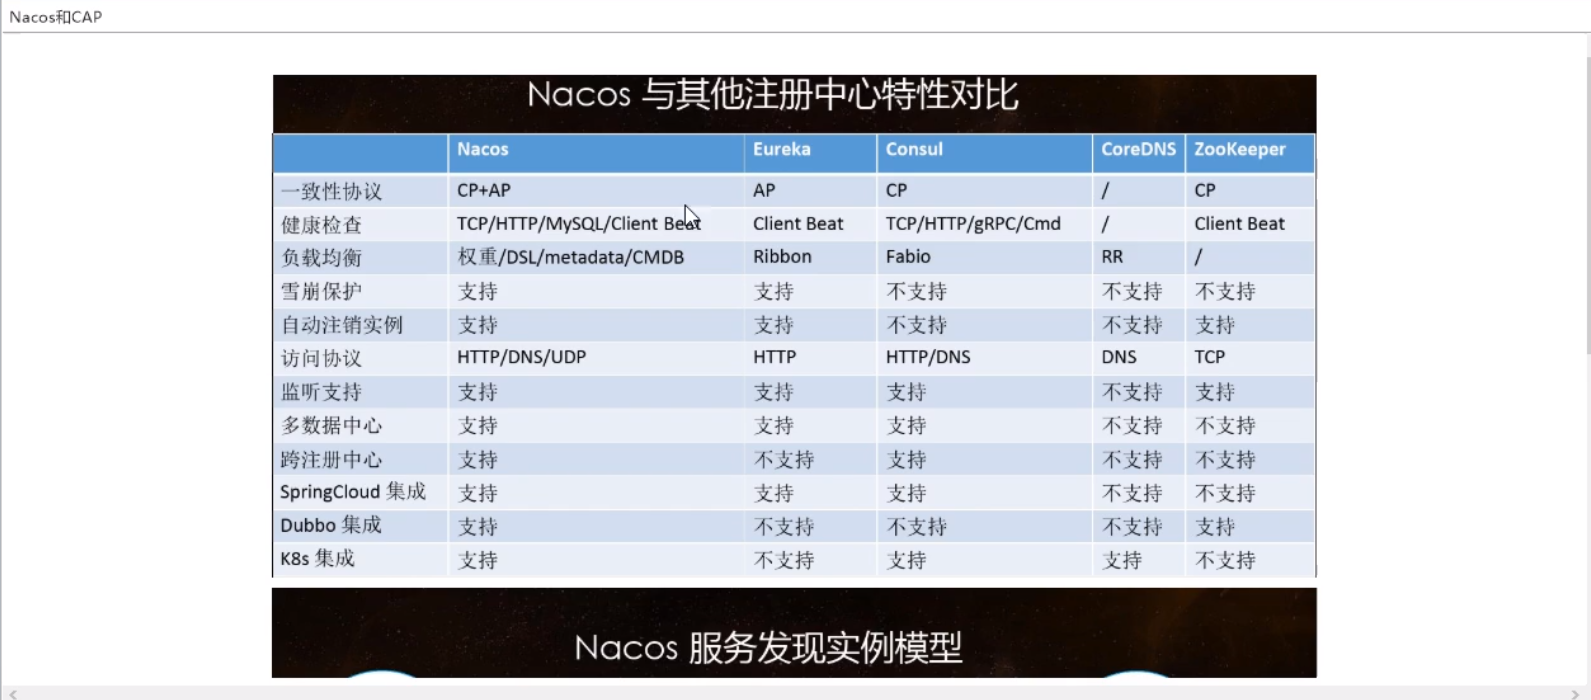 Nacos和CAP
Nacos 与其他注册中心特性对比
Nacos Eureka Consul CoreDNS ZooKeeper
一致性协议 CP+AP AP CP / CP
健康检查 TCP/HTTP/MySQL/Client Beat Client Beat TCP/HTTP/gRPC/Cmd / Client Beat
负载均衡 权重/DSL/metadata/CMDB Ribbon Fabio RR /
雪崩保护 支持 支持 不支持 不支持 不支持
自动注销实例 支持 支持 不支持 不支持 支持
访问协议 HTTP/DNS/UDP HTTP HTTP/DNS DNS TCP
监听支持 支持 支持 支持 不支持 支持
多数据中心 支持 支持 支持 不支持 不支持
跨注册中心 支持 不支持 支持 不支持 不支持
SpringCloud 集成 支持 支持 支持 不支持 不支持
Dubbo 集成 支持 不支持 不支持 不支持 支持
K8s 集成 支持 不支持 支持 支持 不支持
Nacos 服务发现实例模型